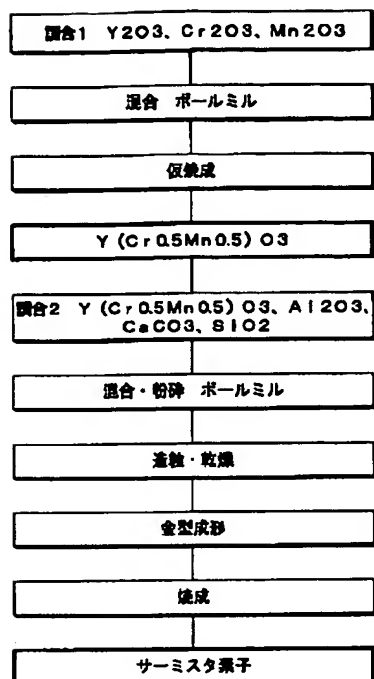 調合1 Y2O3、Cr2O3、Mn2O3
混合 ボールミル
仮焼成
Y(Cr0.5Mn0.5)O3
調合2 Y(Cr0.5Mn0.5)O3、Al2O3、
CaCO3、SiO2
混合・粉砕 ボールミル
造粒・乾燥
金型成形
焼成
サーミスタ素子